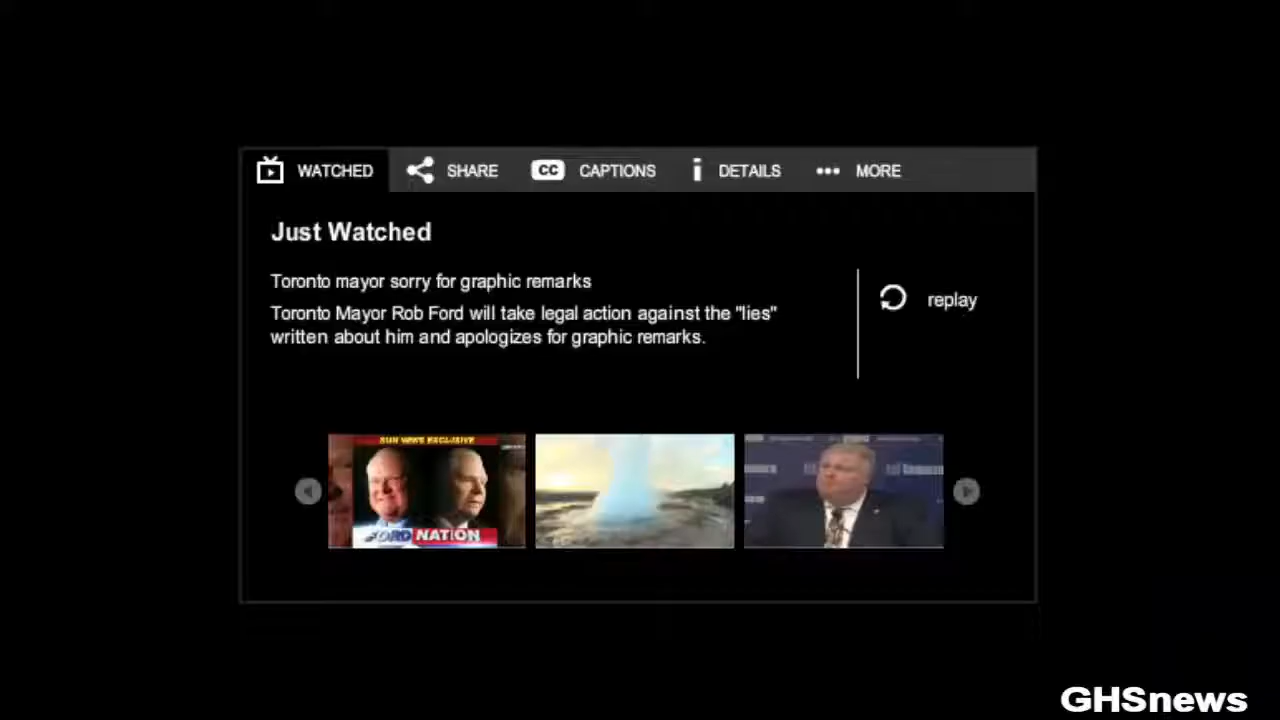 WATCHED SHARE CC CAPTIONS DETAILS MORE
Just Watched
Toronto mayor sorry for graphic remarks
Toronto Mayor Rob Ford will take legal action against the "lies"
written about him and apologizes for graphic remarks.
replay
SUN NEWS EXCLUSIVE
FORD NATION
GHSnews